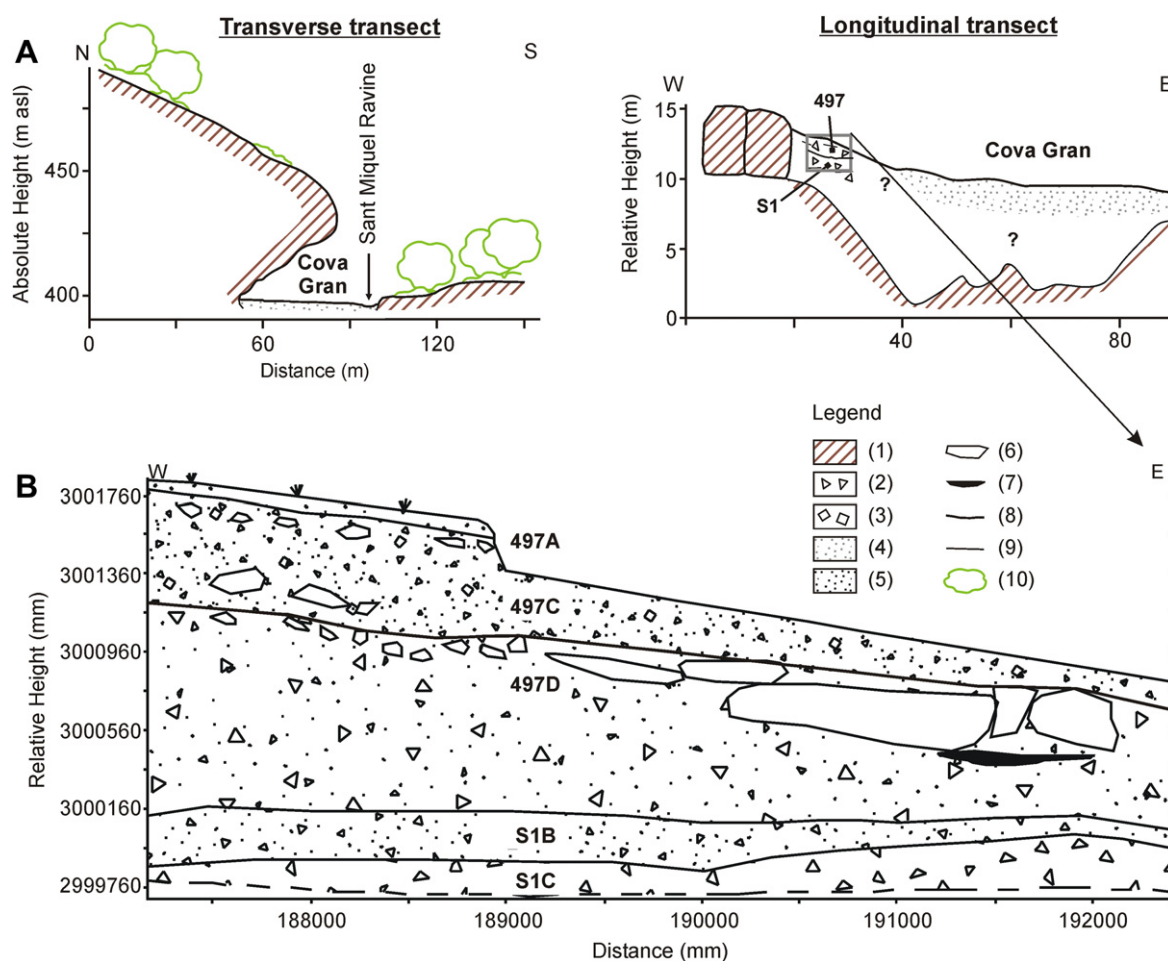 Transverse transect
A
N
S
Absolute Height (m asl)
450
400
Sant Miquel Ravine
Cova
Gran
0
60
120
Distance (m)
Longitudinal transect
W
E
497
Cova Gran
S1
?
?
Relative Height (m)
15
10
5
0
40
80
Legend
(1)
(2)
(3)
(4)
(5)
(6)
(7)
(8)
(9)
(10)
B
W
E
3001760
3001360
3000960
3000560
3000160
2999760
Relative Height (mm)
497A
497C
497D
S1B
S1C
188000
189000
190000
191000
192000
Distance (mm)